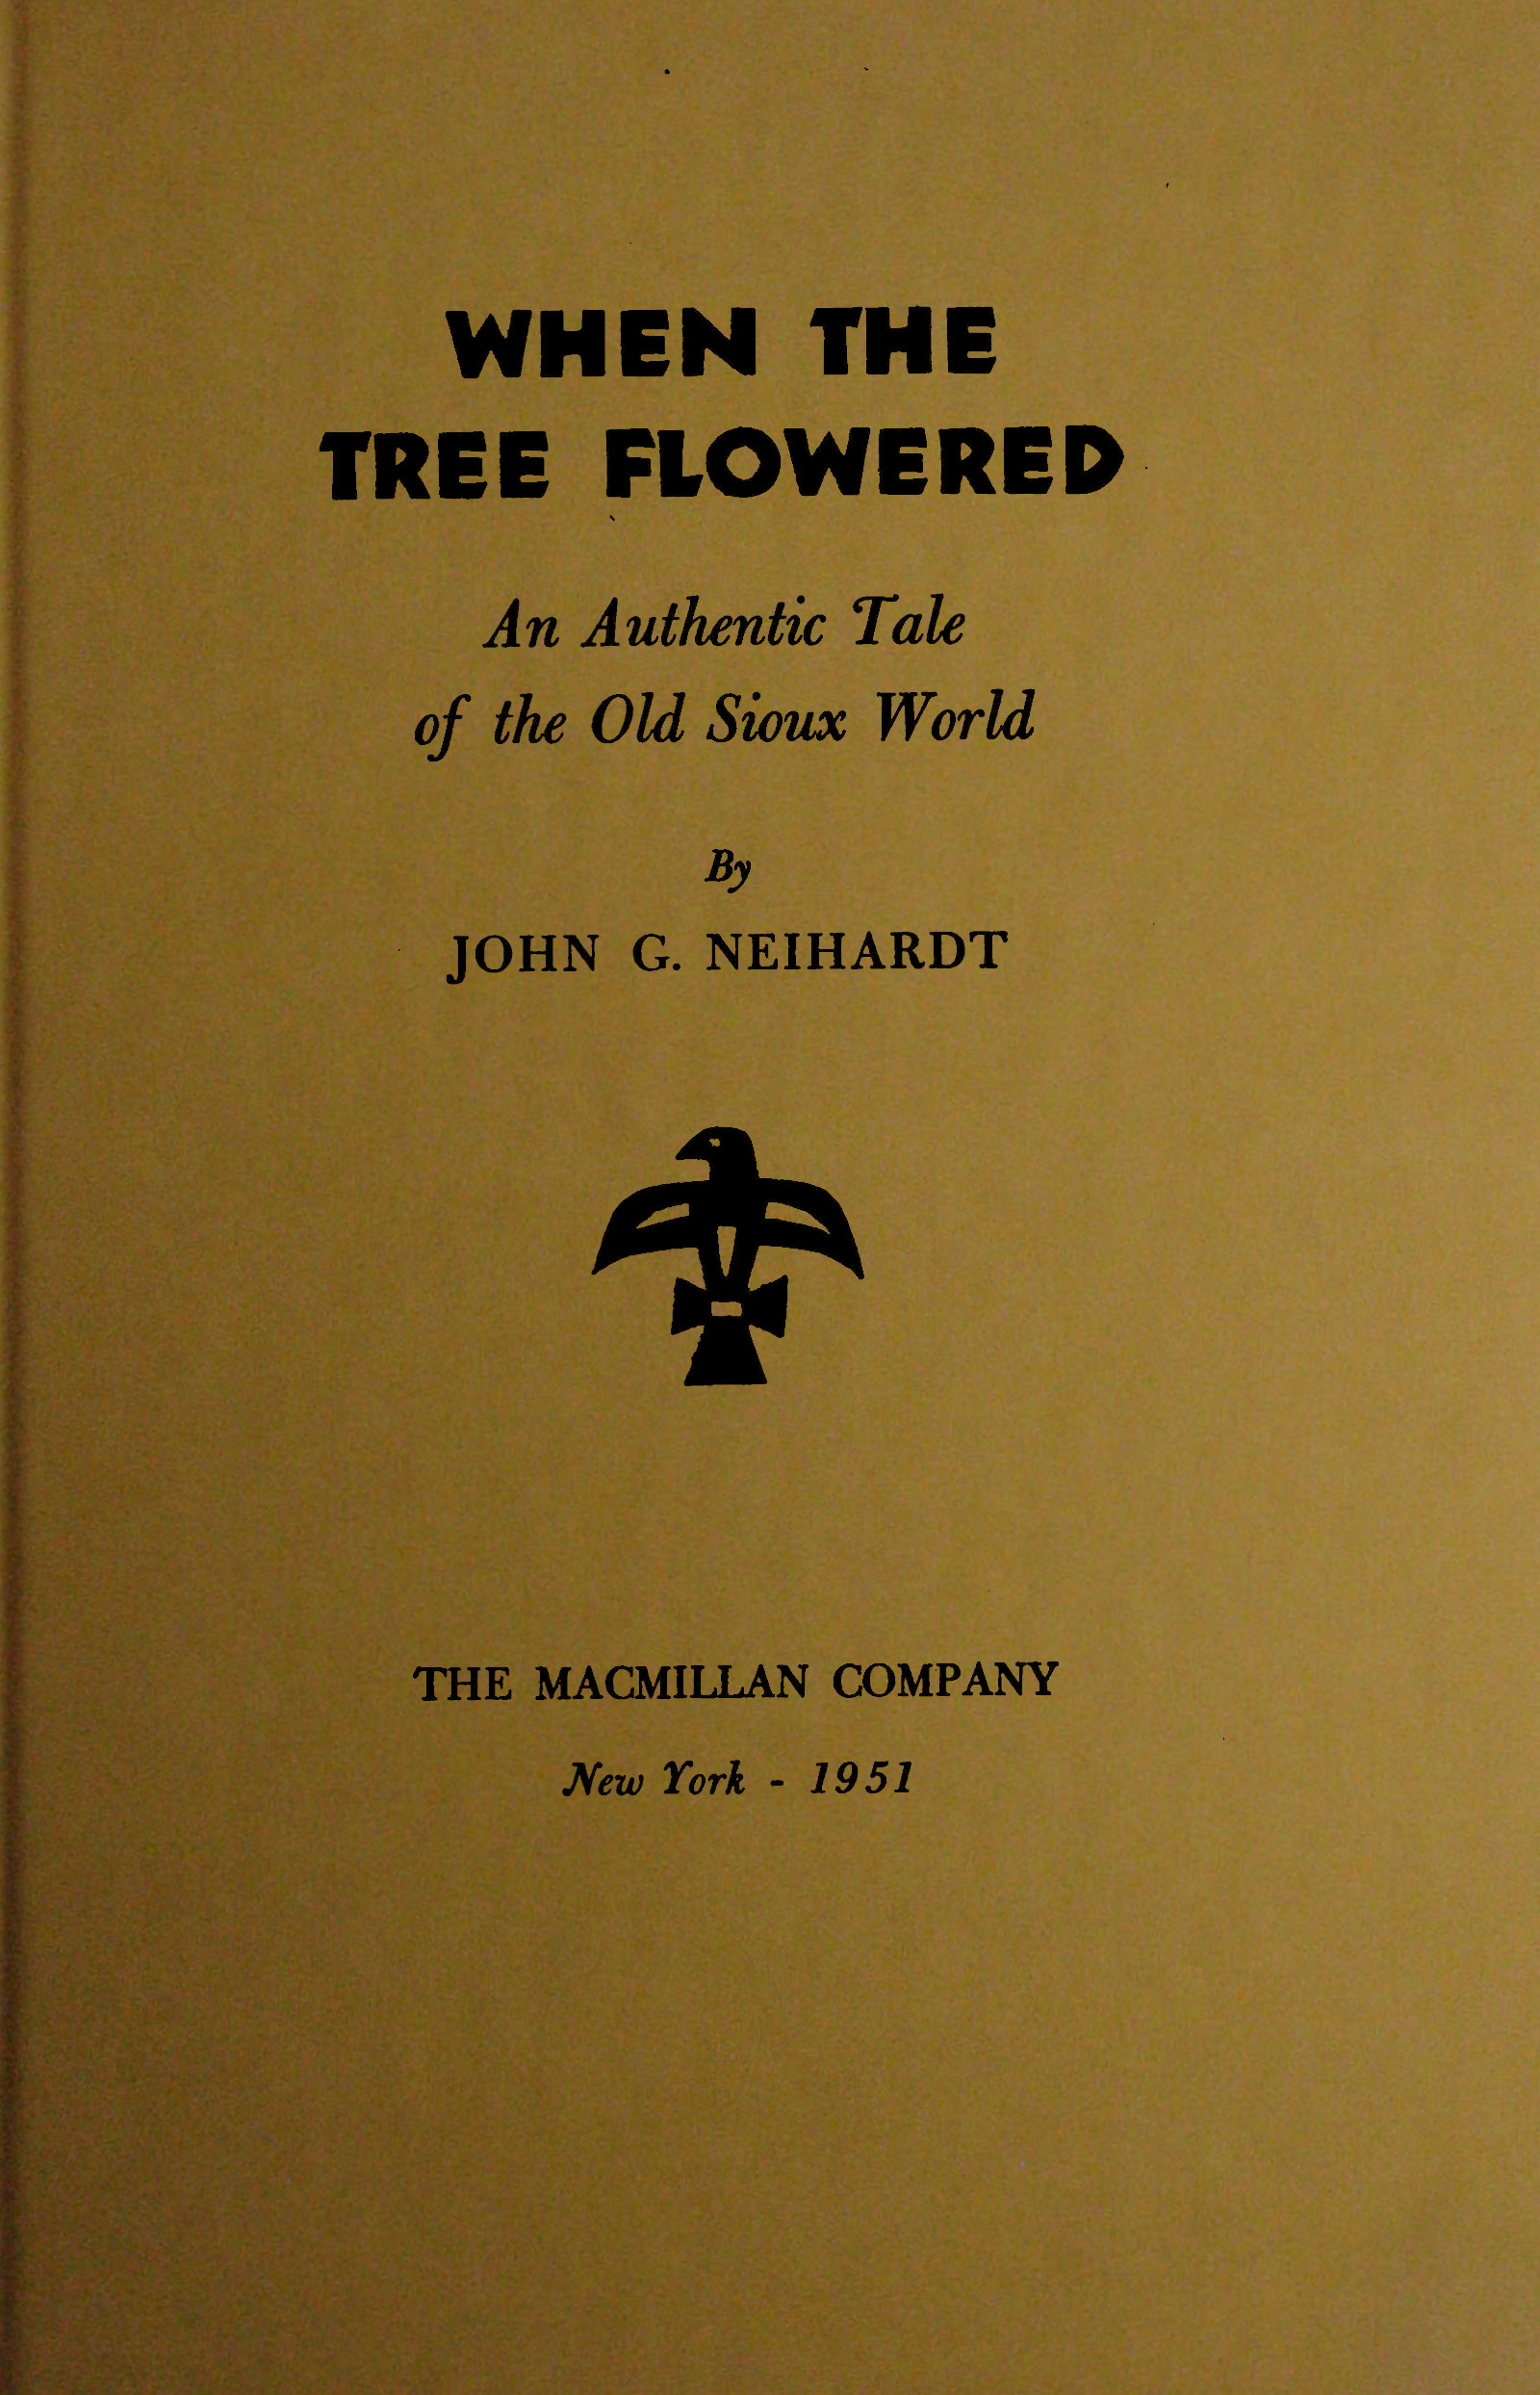 WHEN THE
TREE FLOWERED
An Authentic Tale
of the Old Sioux World
By
JOHN G. NEIHARDT
THE MACMILLAN COMPANY
New York - 1951